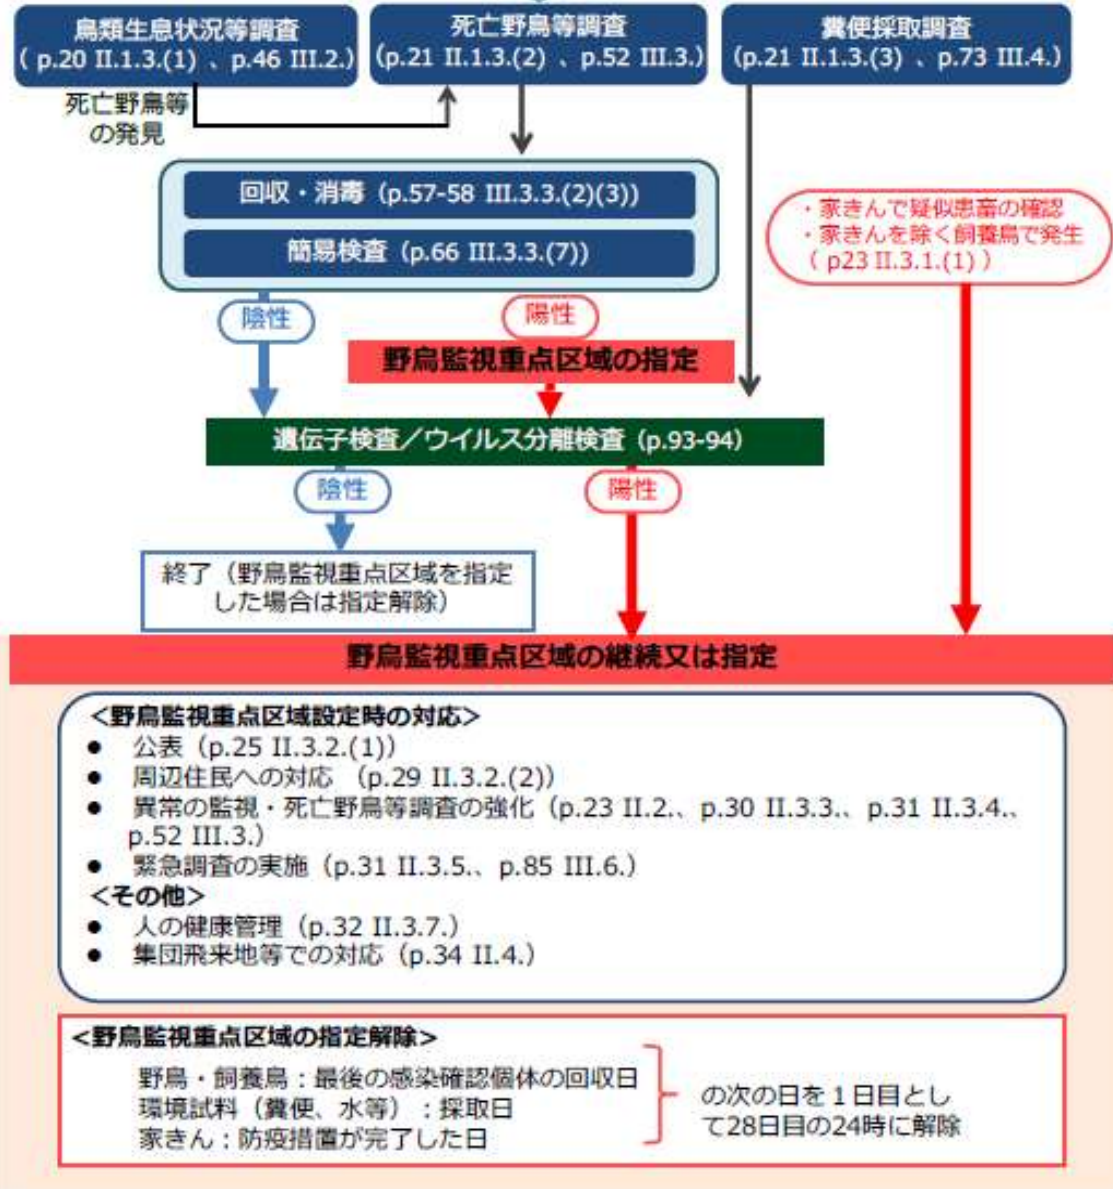 鳥類生息状況等調査
( p.20 II.1.3.(1) 、p.46 III.2.)
死亡野鳥等調査
(p.21 II.1.3.(2) 、p.52 III.3.)
糞便採取調査
(p.21 II.1.3.(3) 、p.73 III.4.)
死亡野鳥等
の発見
回収・消毒（p.57-58 III.3.3.(2)(3)）
簡易検査（p.66 III.3.3.(7)）
・家きんで疑似患畜の確認
・家きんを除く飼養鳥で発生
（ p23 II.3.1.(1) ）
陰性
陽性
野鳥監視重点区域の指定
遺伝子検査／ウイルス分離検査（p.93-94）
陰性
陽性
終了（野鳥監視重点区域を指定
した場合は指定解除）
野鳥監視重点区域の継続又は指定
＜野鳥監視重点区域設定時の対応＞
● 公表（p.25 II.3.2.(1)）
● 周辺住民への対応 （p.29 II.3.2.(2)）
● 異常の監視・死亡野鳥等調査の強化（p.23 II.2.、p.30 II.3.3.、p.31 II.3.4.、
p.52 III.3.）
● 緊急調査の実施（p.31 II.3.5.、p.85 III.6.）
＜その他＞
● 人の健康管理（p.32 II.3.7.）
● 集団飛来地等での対応（p.34 II.4.）
＜野鳥監視重点区域の指定解除＞
野鳥・飼養鳥：最後の感染確認個体の回収日
環境試料（糞便、水等）：採取日
家きん：防疫措置が完了した日
の次の日を１日目とし
て28日目の24時に解除